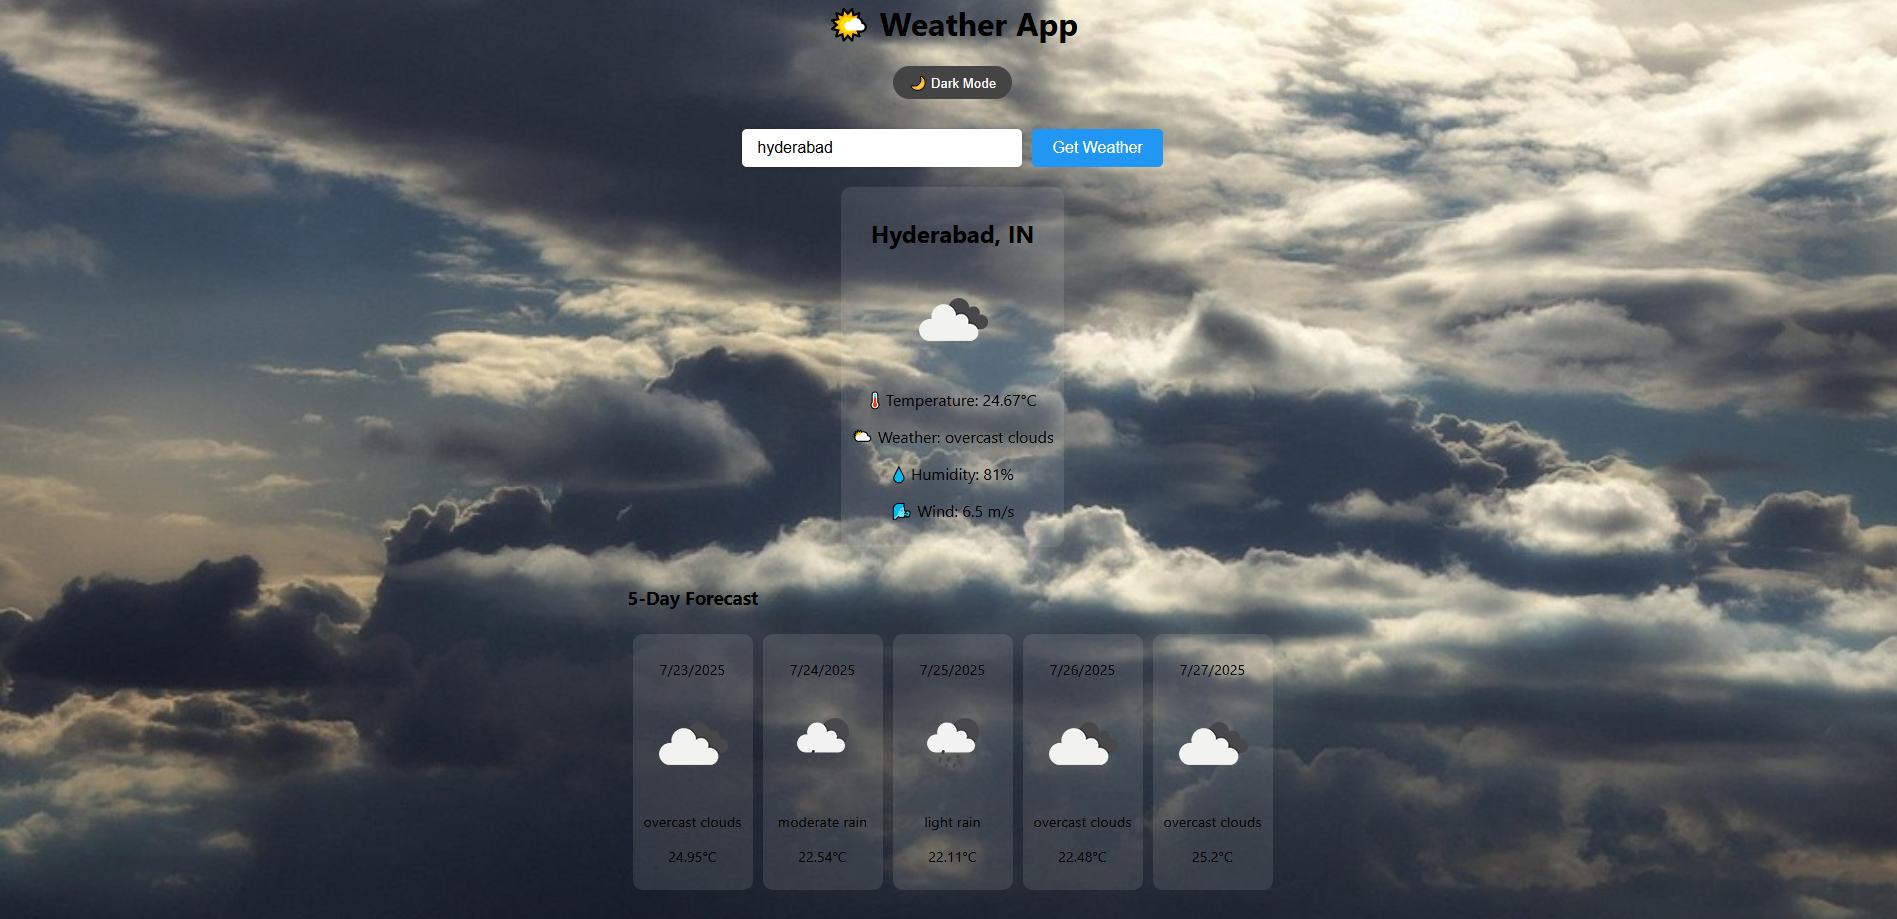 Weather App
Dark Mode
hyderabad
Get Weather
Hyderabad, IN
Temperature: 24.67°C
Weather: overcast clouds
Humidity: 81%
Wind: 6.5 m/s
5-Day Forecast
7/23/2025
overcast clouds
24.95°C
7/24/2025
moderate rain
22.54°C
7/25/2025
light rain
22.11°C
7/26/2025
overcast clouds
22.48°C
7/27/2025
overcast clouds
25.2°C